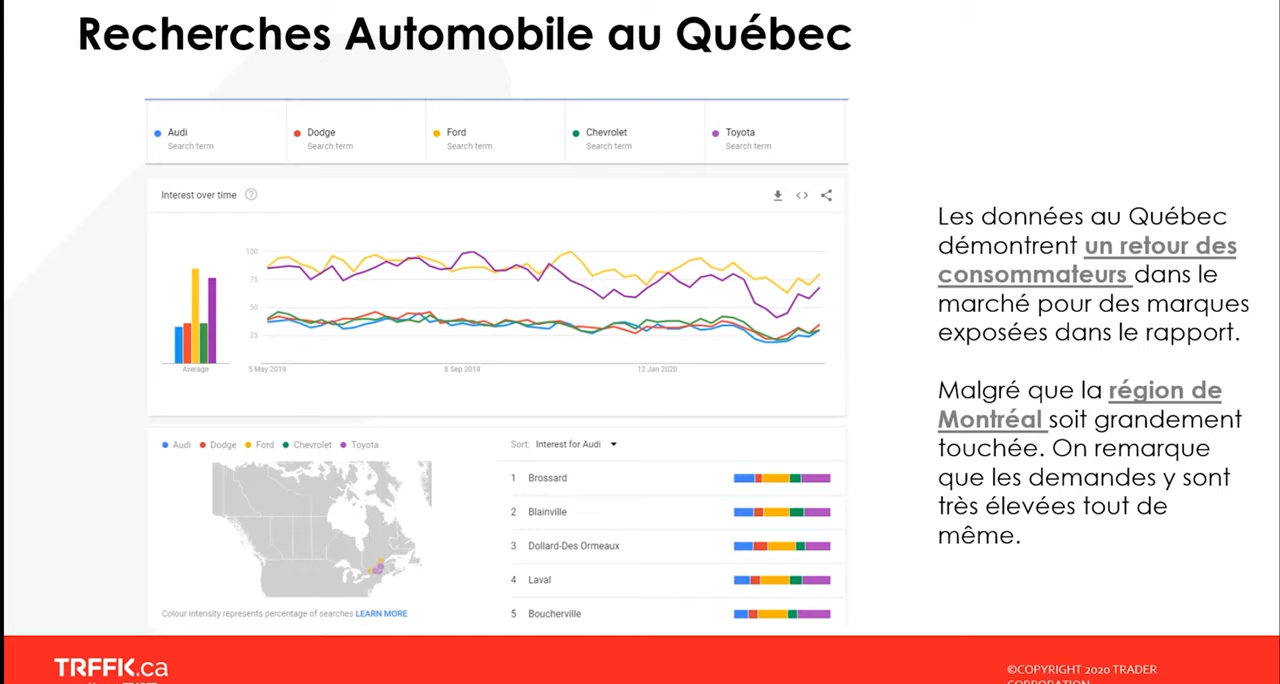 Recherches Automobile au Québec
Audi
Search term
Dodge
Search term
Ford
Search term
Chevrolet
Search term
Toyota
Search term
Interest over time
100
75
50
25
Average
5 May 2019
8 Sep 2019
12 Jan 2020
Audi Dodge Ford Chevrolet Toyota
Colour intensity represents percentage of searches LEARN MORE
Sort: Interest for Audi
1 Brossard
2 Blainville
3 Dollard-Des Ormeaux
4 Laval
5 Boucherville
Les données au Québec
démontrent un retour des
consommateurs dans le
marché pour des marques
exposées dans le rapport.
Malgré que la région de
Montréal soit grandement
touchée. On remarque
que les demandes y sont
très élevées tout de
même.
TRFFK.ca
©COPYRIGHT 2020 TRADER
CORPORATION